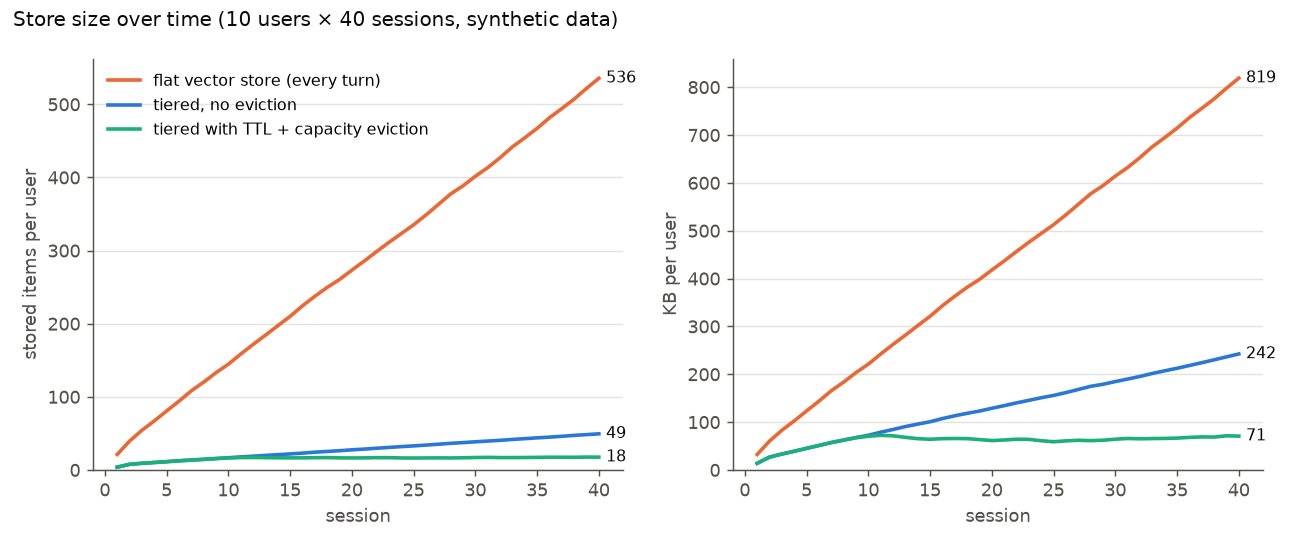 Store size over time (10 users × 40 sessions, synthetic data)
stored items per user
500
400
300
200
100
0
flat vector store (every turn)
tiered, no eviction
tiered with TTL + capacity eviction
536
49
18
0 5 10 15 20 25 30 35 40
session
KB per user
800
700
600
500
400
300
200
100
0
819
242
71
0 5 10 15 20 25 30 35 40
session